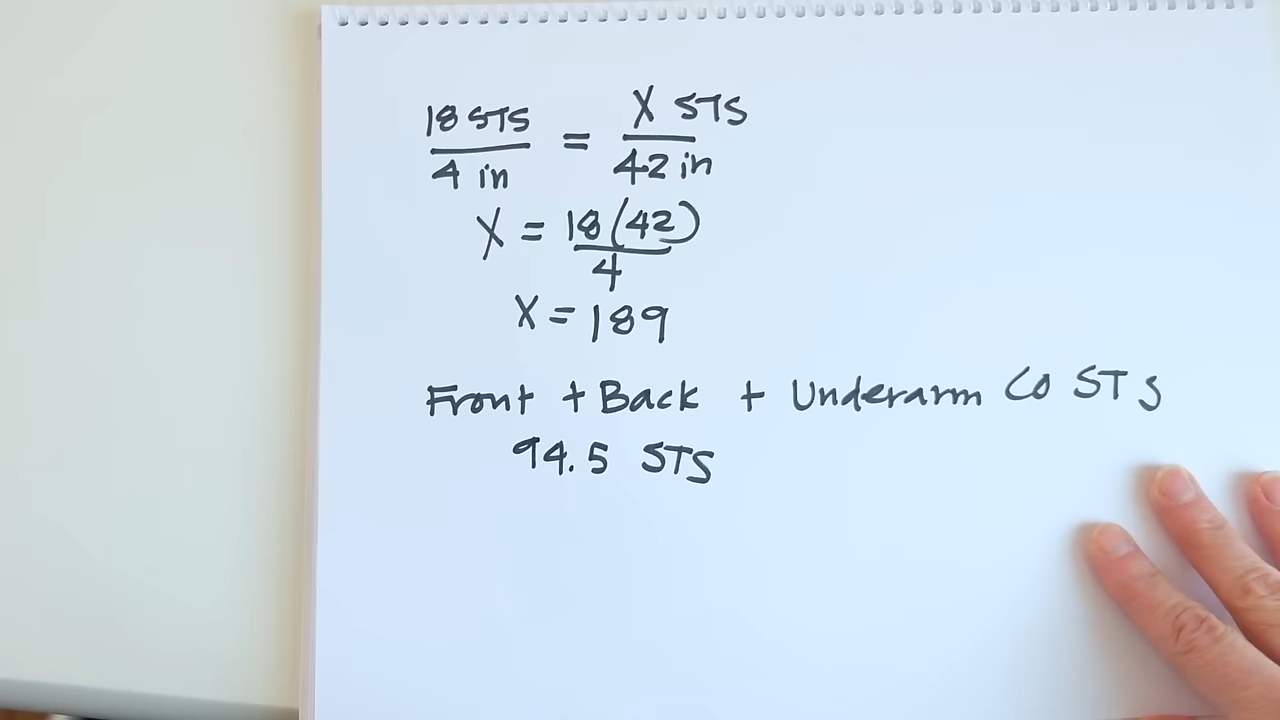 18 STS / 4 in = X STS / 42 in
X = 18(42) / 4
X = 189
Front + Back + Underarm CO STS
94.5 STS